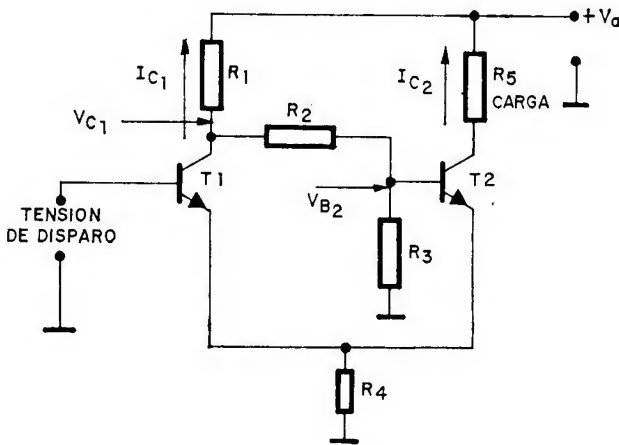 + Va
IC1
R1
IC2
R5
CARGA
VC1
R2
T1
T2
VB2
TENSION
DE DISPARO
R3
R4